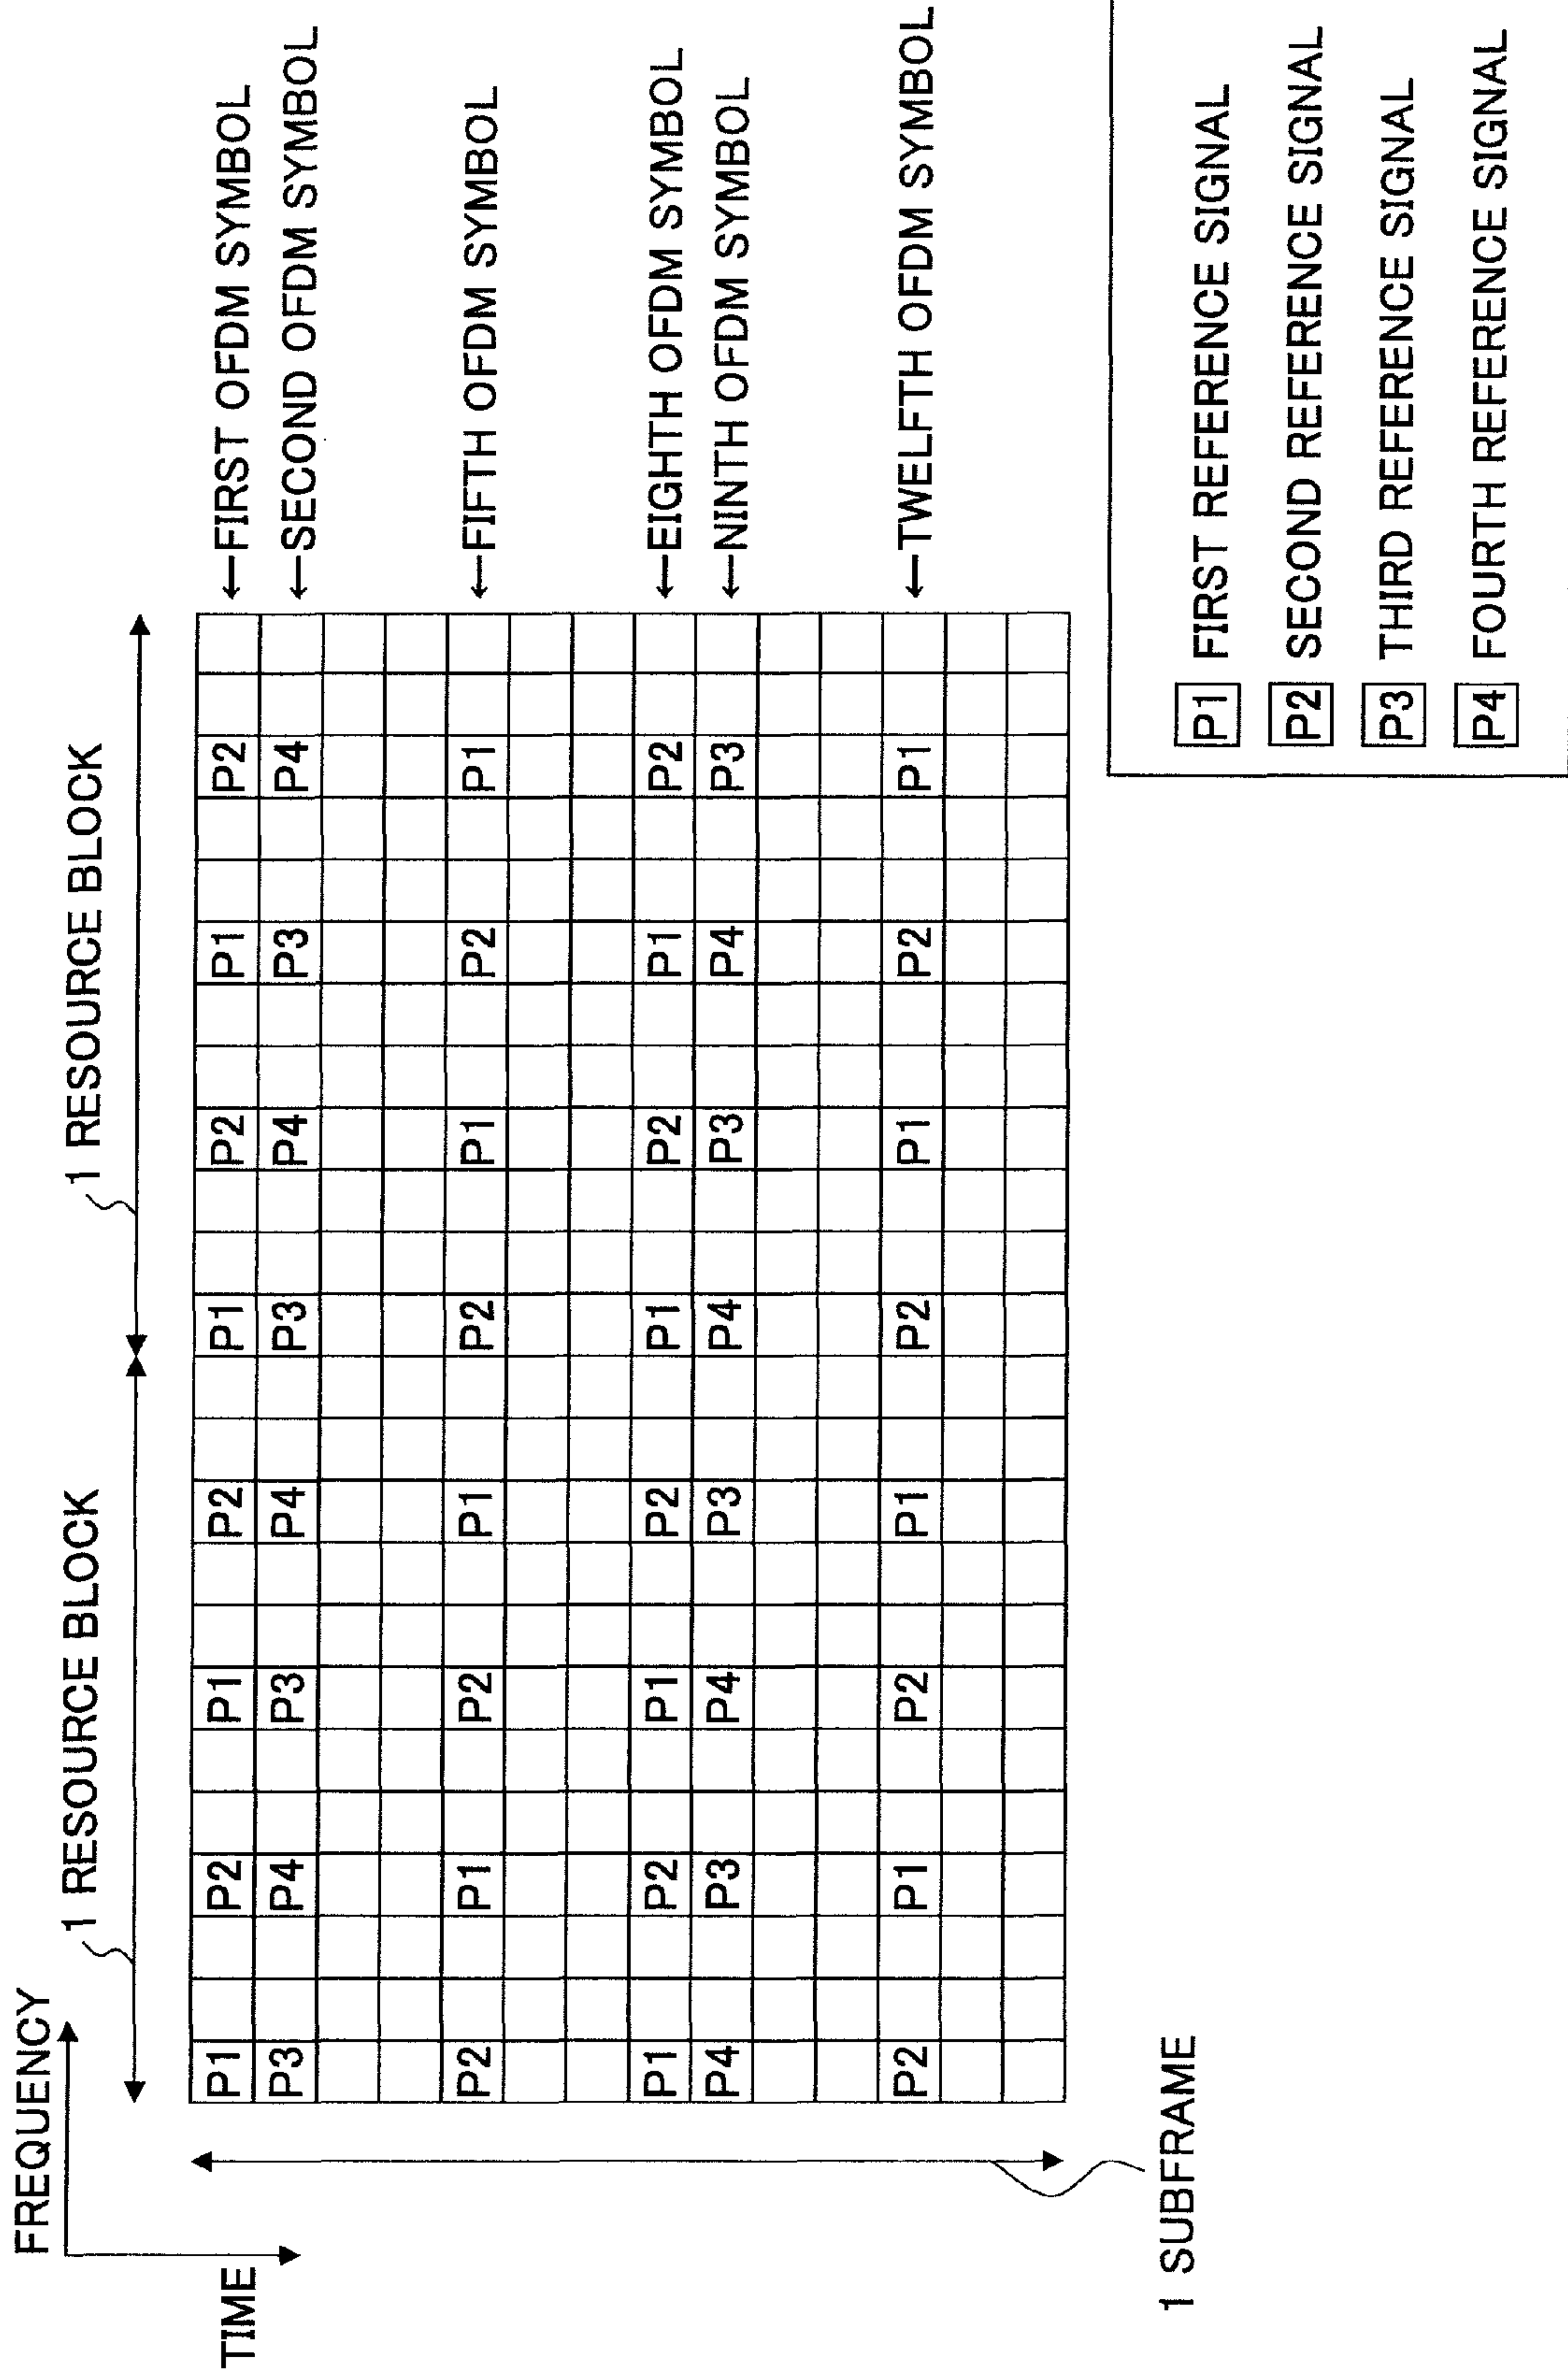 FREQUENCY
1 RESOURCE BLOCK 1 RESOURCE BLOCK
TIME
P1 P2 P1 P2 P1 P2 P1 P2 ←FIRST OFDM SYMBOL
P3 P4 P3 P4 P3 P4 P3 P4 ←SECOND OFDM SYMBOL
P2 P1 P2 P1 P2 P1 P2 P1 ←FIFTH OFDM SYMBOL
P1 P2 P1 P2 P1 P2 P1 P2 ←EIGHTH OFDM SYMBOL
P4 P3 P4 P3 P4 P3 P4 P3 ←NINTH OFDM SYMBOL
P2 P1 P2 P1 P2 P1 P2 P1 ←TWELFTH OFDM SYMBOL
1 SUBFRAME
P1 FIRST REFERENCE SIGNAL
P2 SECOND REFERENCE SIGNAL
P3 THIRD REFERENCE SIGNAL
P4 FOURTH REFERENCE SIGNAL